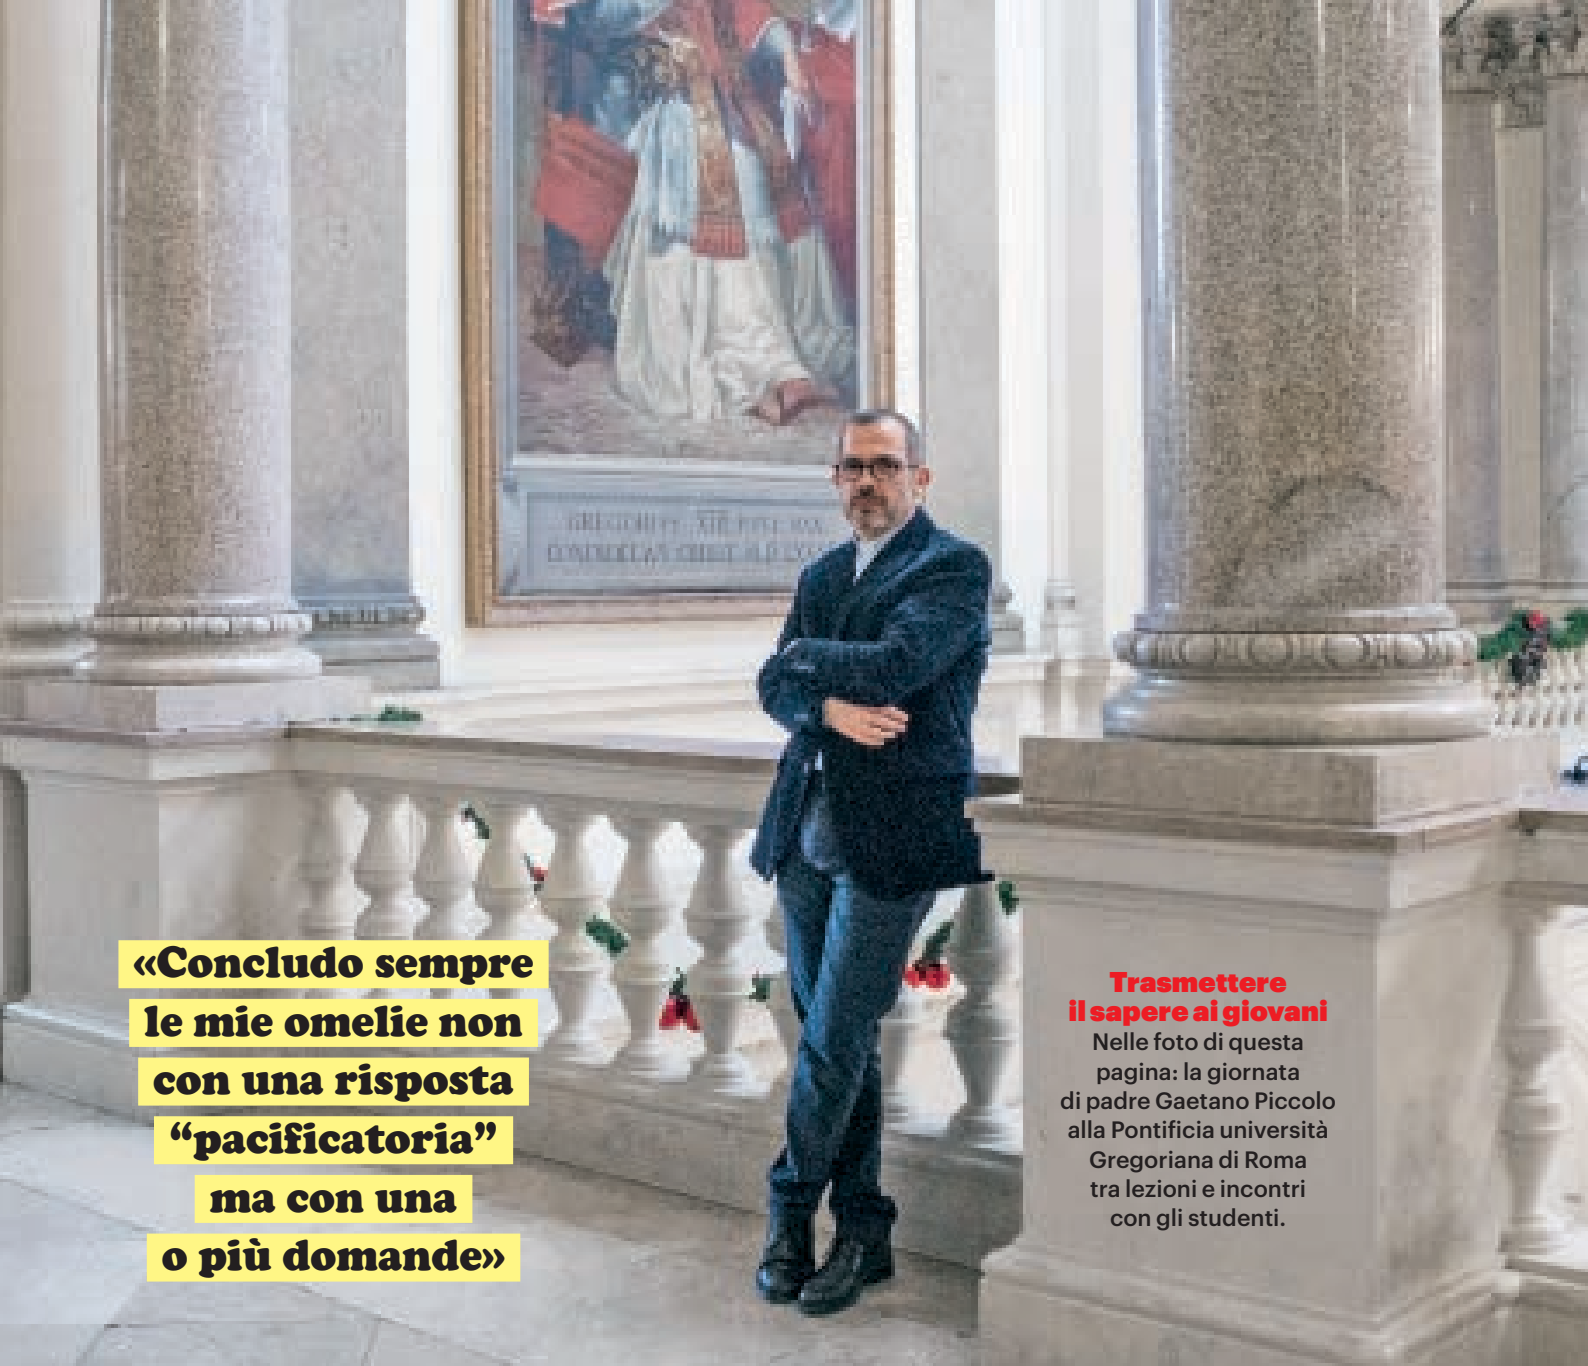 GREGORIVS XIII
«Concludo sempre
le mie omelie non
con una risposta
“pacificatoria”
ma con una
o più domande»
Trasmettere
il sapere ai giovani
Nelle foto di questa
pagina: la giornata
di padre Gaetano Piccolo
alla Pontificia università
Gregoriana di Roma
tra lezioni e incontri
con gli studenti.